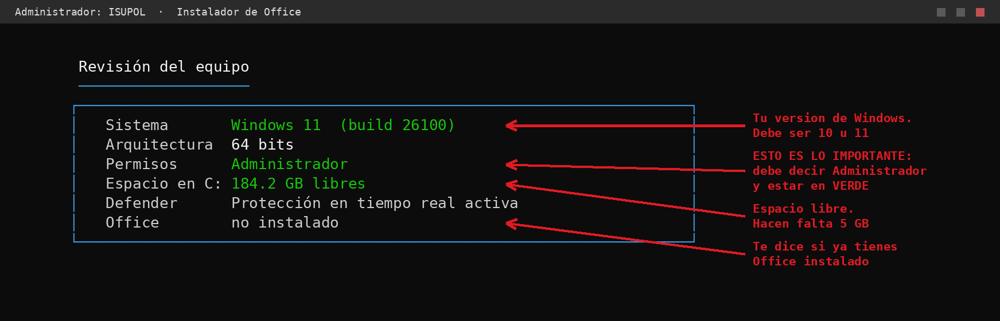 Administrador: ISUPOL · Instalador de Office
Revisión del equipo
Sistema Windows 11 (build 26100)
Arquitectura 64 bits
Permisos Administrador
Espacio en C: 184.2 GB libres
Defender Protección en tiempo real activa
Office no instalado
Tu version de Windows.
Debe ser 10 u 11
ESTO ES LO IMPORTANTE:
debe decir Administrador
y estar en VERDE
Espacio libre.
Hacen falta 5 GB
Te dice si ya tienes
Office instalado